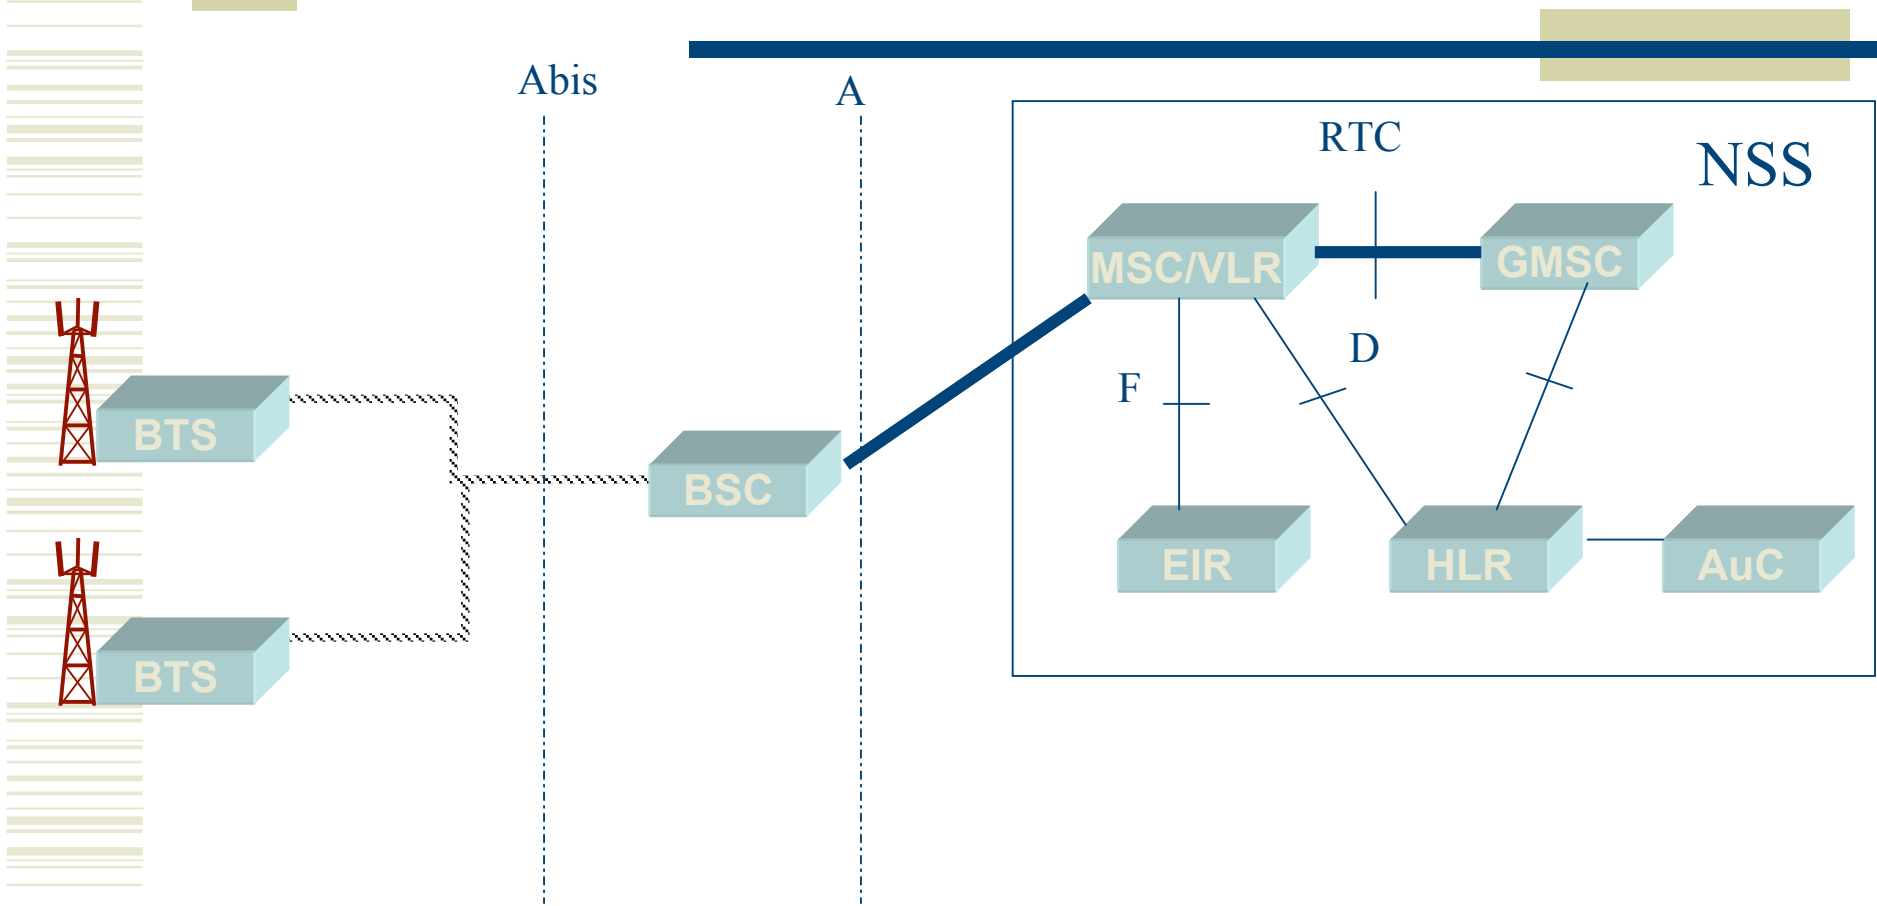 Abis
A
RTC
NSS
MSC/VLR
GMSC
D
F
BTS
BSC
EIR
HLR
AuC
BTS